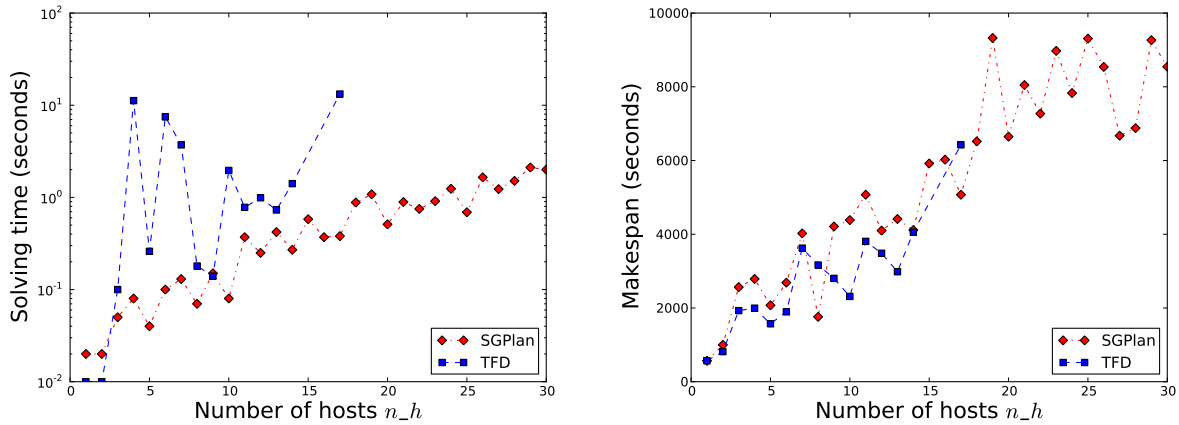 Solving time (seconds)
10^2
10^1
10^0
10^-1
10^-2
0 5 10 15 20 25 30
Number of hosts n_h
SGPlan
TFD
Makespan (seconds)
10000
8000
6000
4000
2000
0
0 5 10 15 20 25 30
Number of hosts n_h
SGPlan
TFD